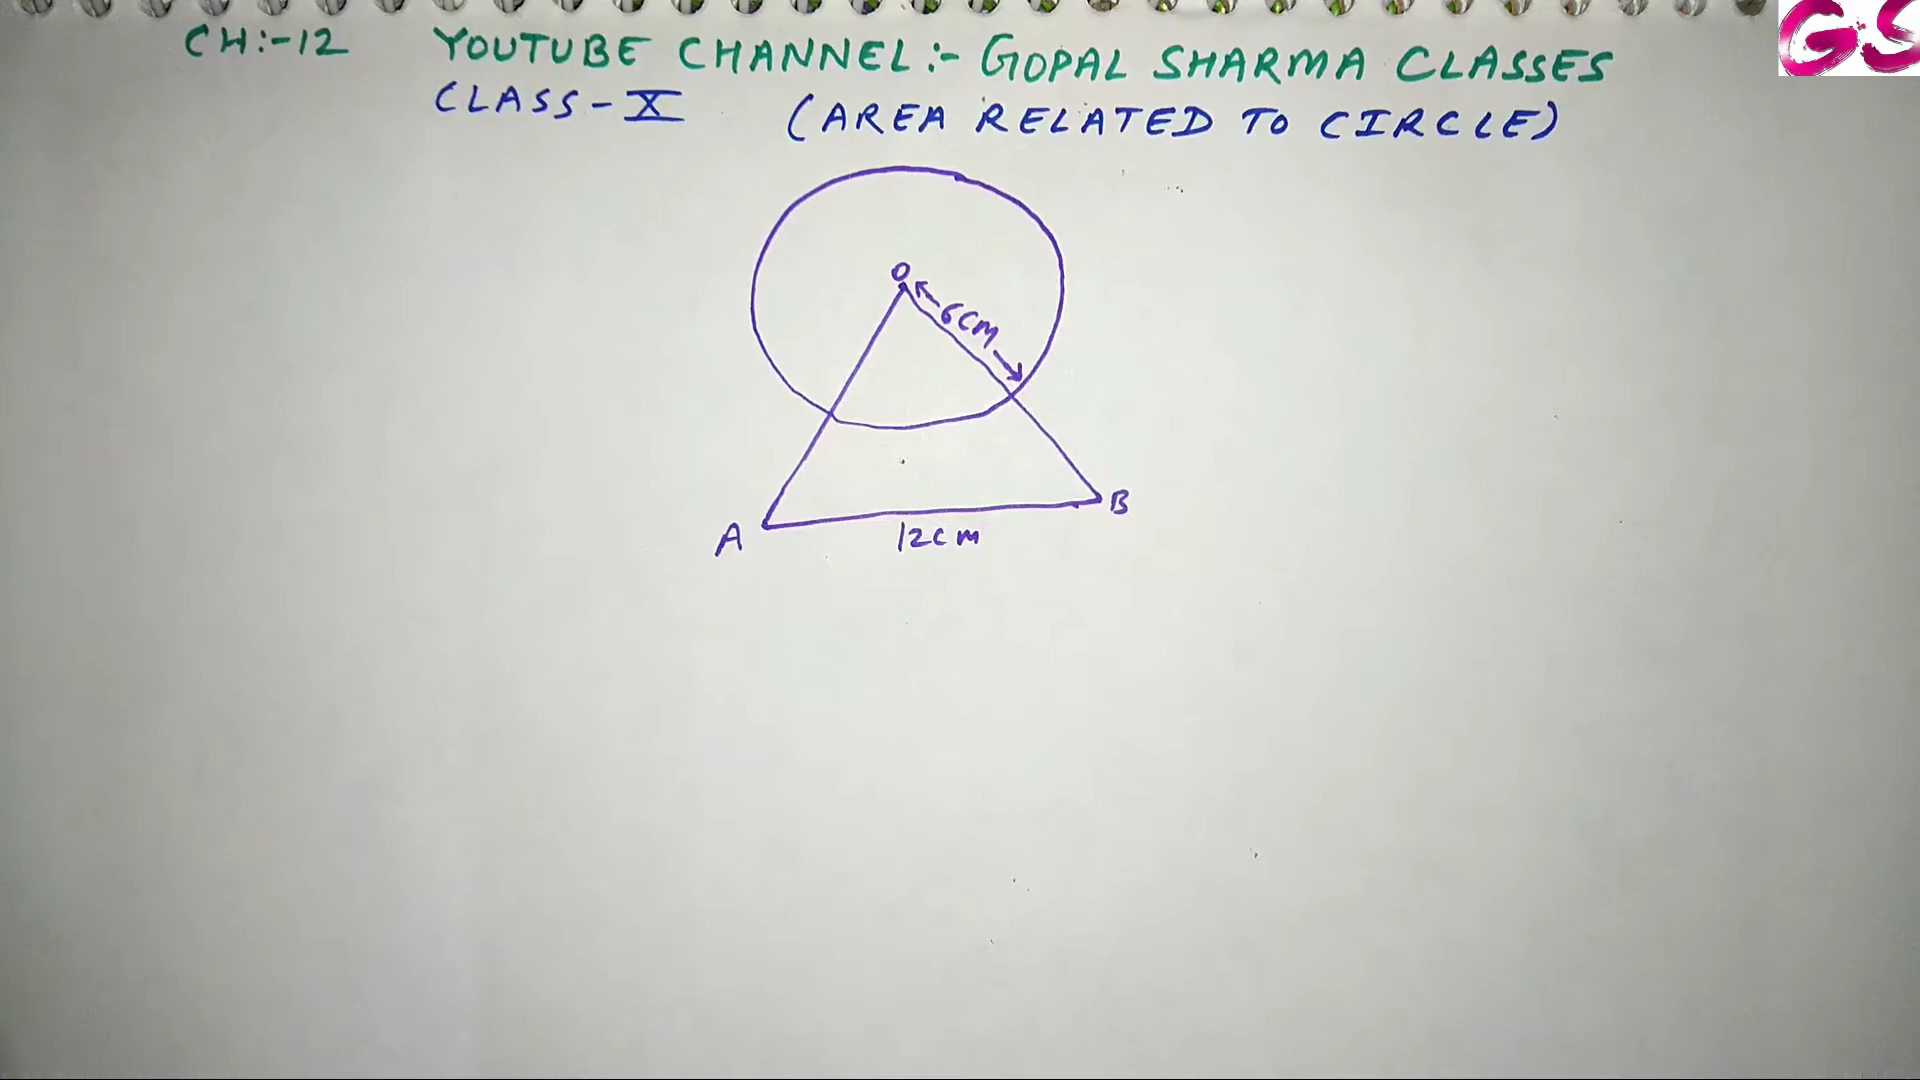 CH:-12 YOUTUBE CHANNEL:- GOPAL SHARMA CLASSES
CLASS-X (AREA RELATED TO CIRCLE)
O
6cm
A
B
12cm
GS